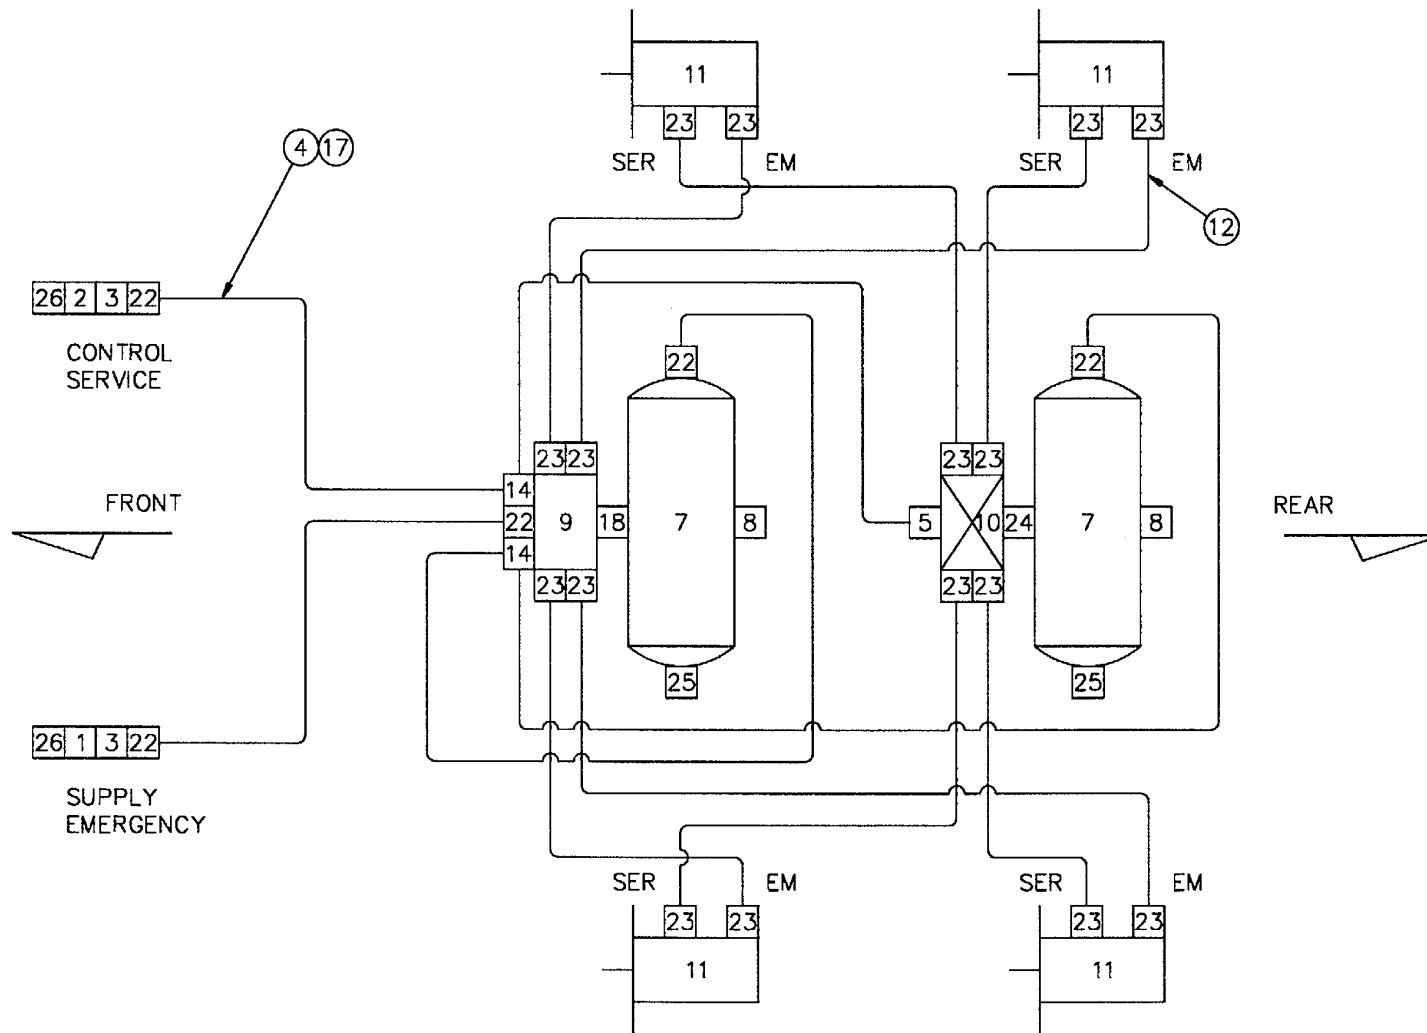 11 11
23 23 23 23
SER EM SER EM
4 17
12
26 2 3 22
CONTROL
SERVICE
22 22
23 23 23 23
FRONT
14
22 9 18 7 8 5 10 24 7 8
14
REAR
23 23 23 23
25 25
26 1 3 22
SUPPLY
EMERGENCY
SER EM SER EM
23 23 23 23
11 11